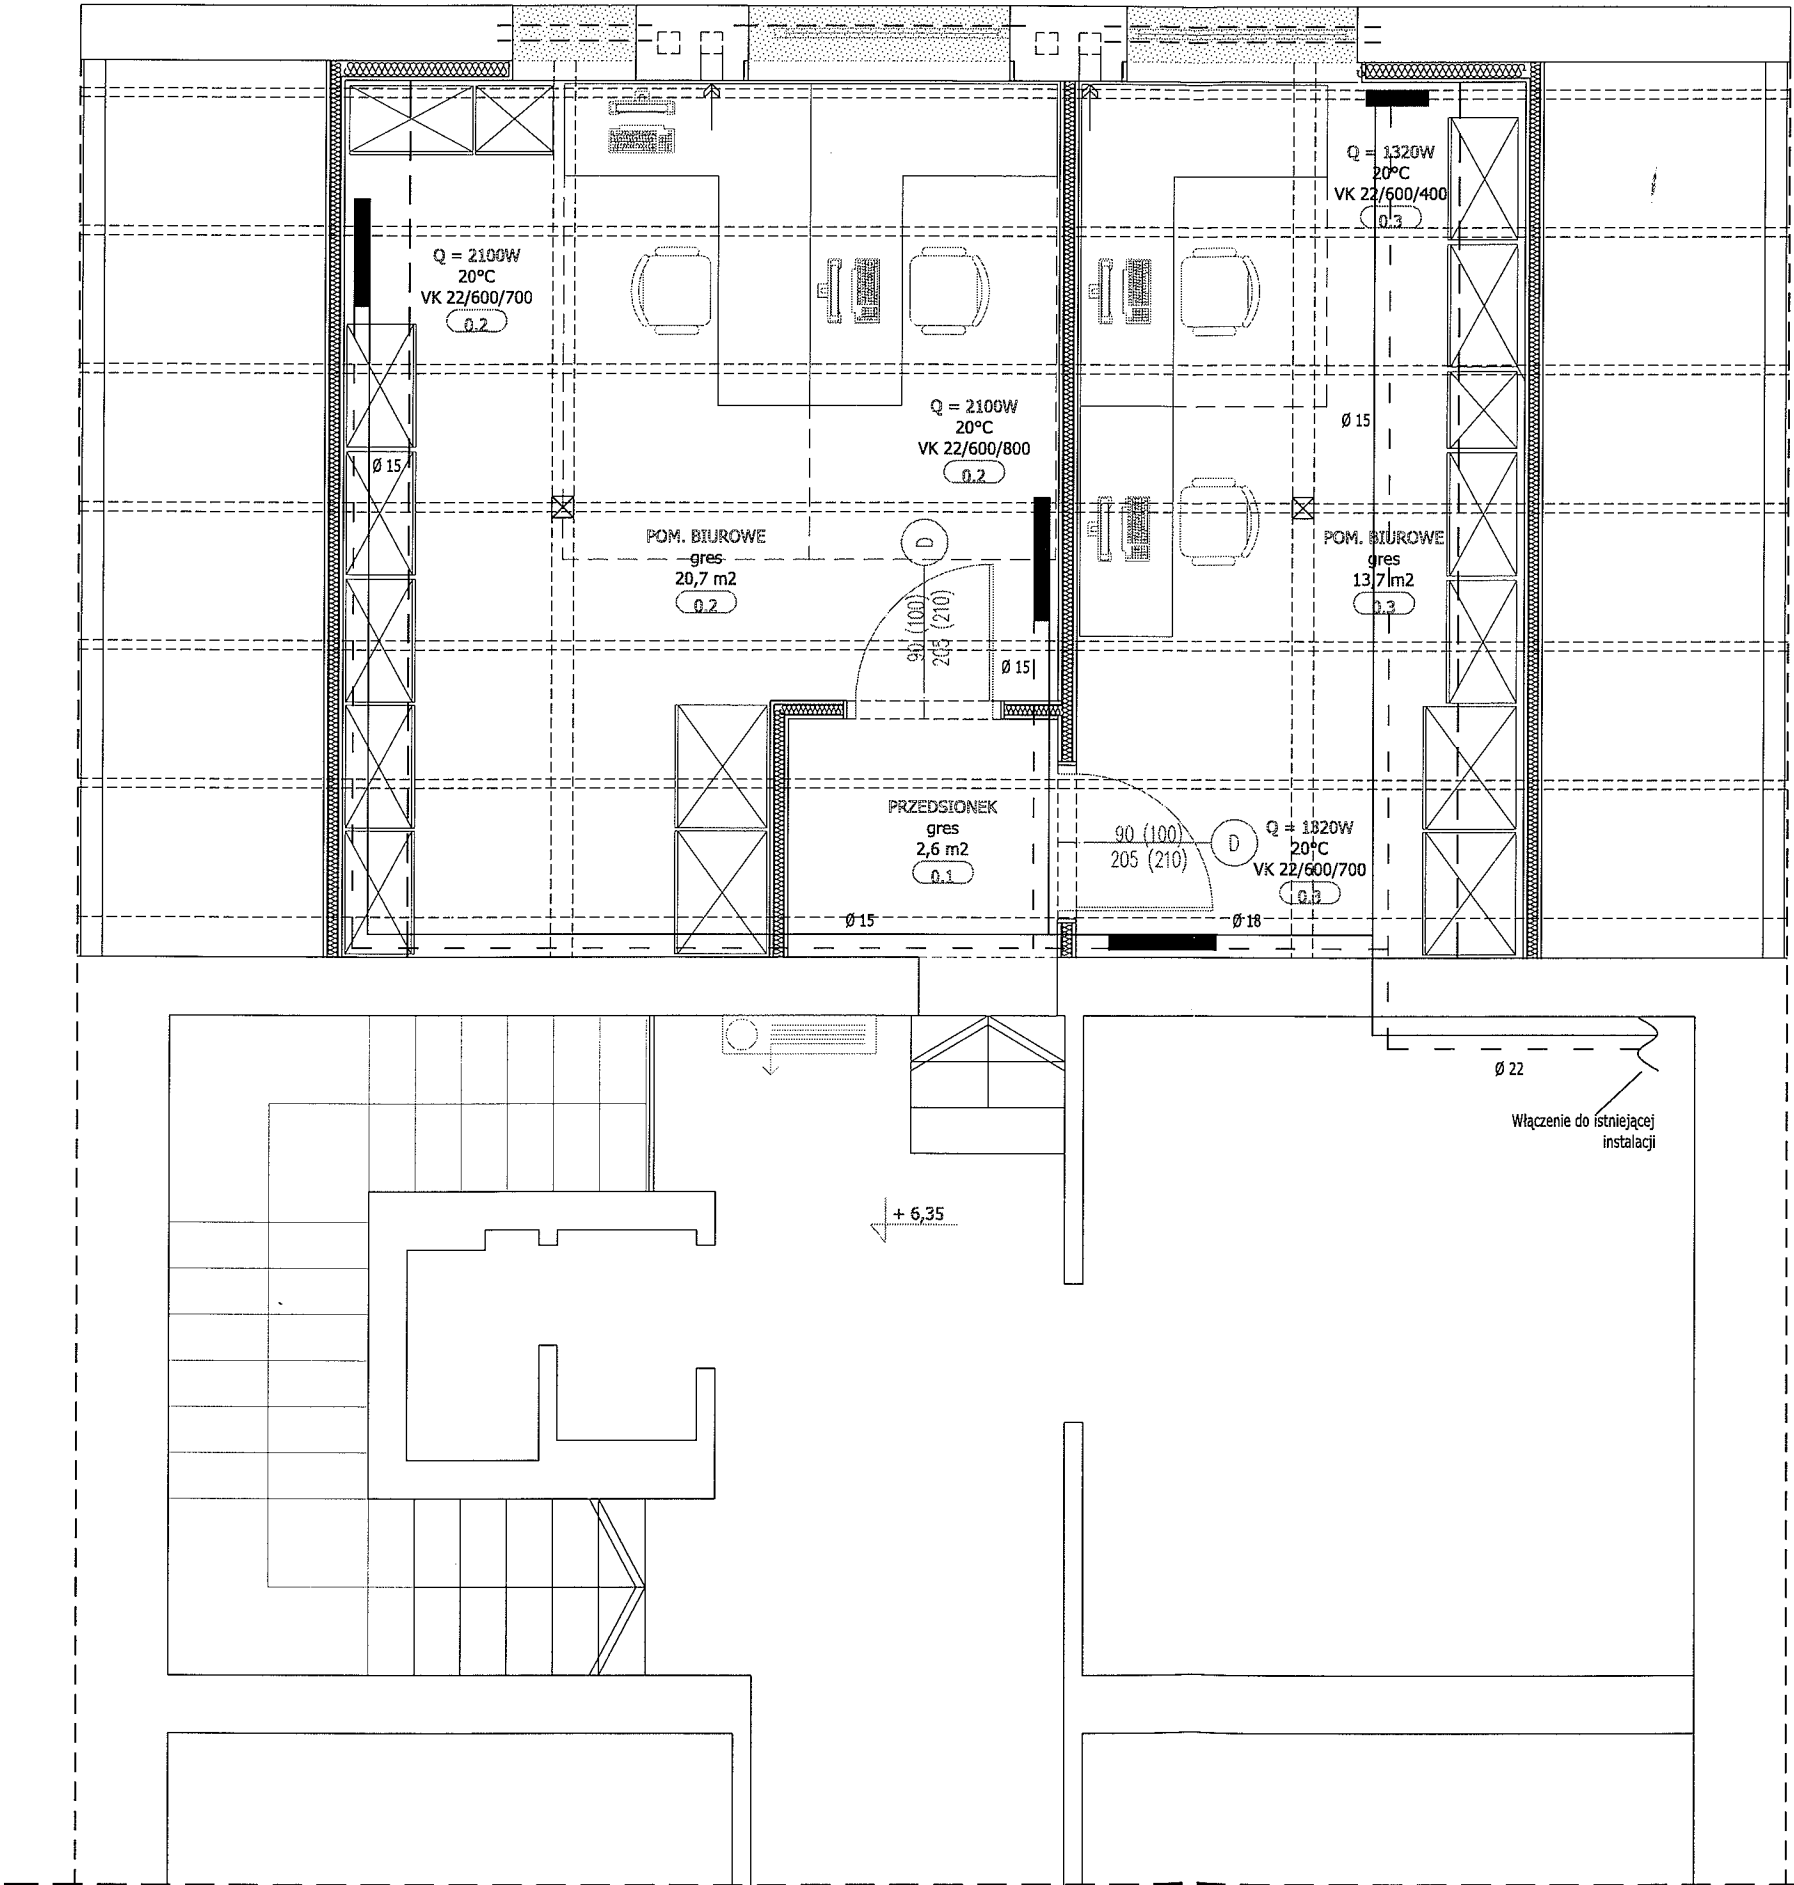 Q = 1320W
20°C
VK 22/600/400
0.3
Q = 2100W
20°C
VK 22/600/700
0.2
Q = 2100W
20°C
VK 22/600/800
0.2
Ø 15
Ø 15
POM. BIUROWE
gres
20,7 m2
0.2
D
90 (100)
205 (210)
POM. BIUROWE
gres
13,7 m2
0.3
Ø 15
PRZEDSIONEK
gres
2,6 m2
0.1
90 (100)
205 (210)
D
Q = 1320W
20°C
VK 22/600/700
0.3
Ø 15
Ø 18
Ø 22
Włączenie do istniejącej
instalacji
+ 6,35